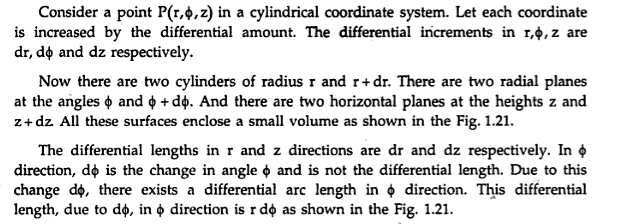 Consider a point P(r,ϕ,z) in a cylindrical coordinate system. Let each coordinate
is increased by the differential amount. The differential increments in r,ϕ,z are
dr, dϕ and dz respectively.
Now there are two cylinders of radius r and r+dr. There are two radial planes
at the angles ϕ and ϕ+dϕ. And there are two horizontal planes at the heights z and
z+dz. All these surfaces enclose a small volume as shown in the Fig. 1.21.
The differential lengths in r and z directions are dr and dz respectively. In ϕ
direction, dϕ is the change in angle ϕ and is not the differential length. Due to this
change dϕ, there exists a differential arc length in ϕ direction. This differential
length, due to dϕ, in ϕ direction is r dϕ as shown in the Fig. 1.21.